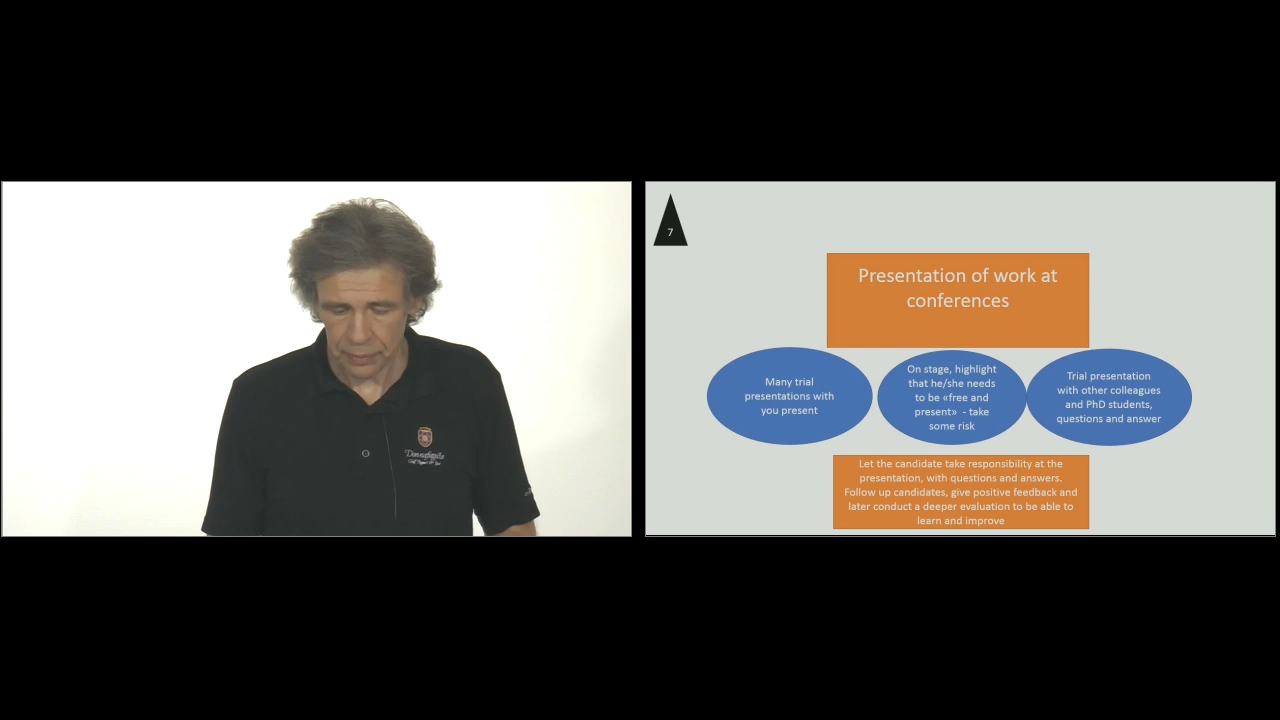 7
Presentation of work at
conferences
Many trial
presentations with
you present
On stage, highlight
that he/she needs
to be «free and
present»  - take
some risk
Trial presentation
with other colleagues
and PhD students,
questions and answer
Let the candidate take responsibility at the
presentation, with questions and answers.
Follow up candidates, give positive feedback and
later conduct a deeper evaluation to be able to
learn and improve